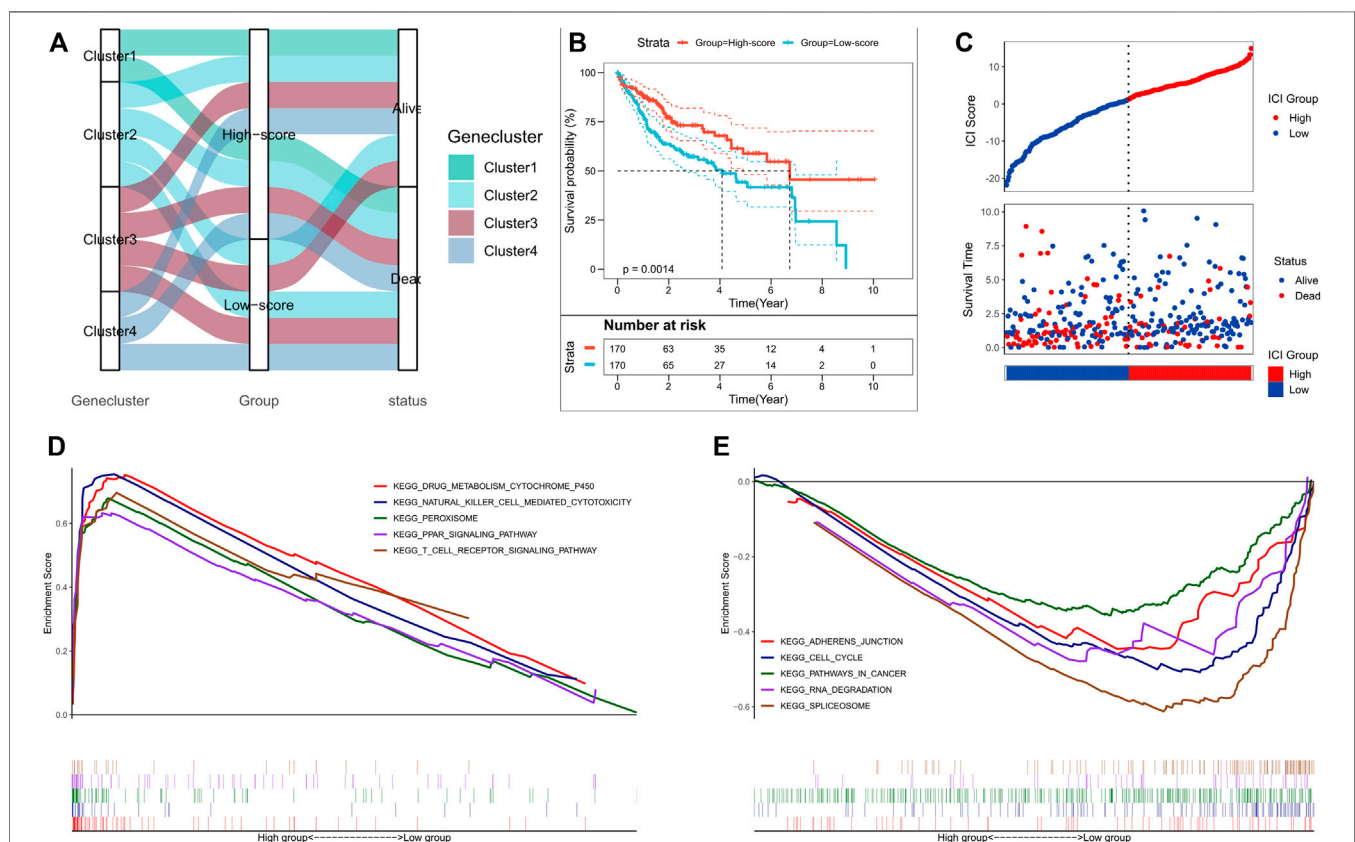 A
Cluster1
Cluster2
Cluster3
Cluster4
High-score
Low-score
Alive
Dead
Genecluster
Group
status
Genecluster
Cluster1
Cluster2
Cluster3
Cluster4
B
Strata
Group=High-score
Group=Low-score
Survival probability (%)
100
75
50
25
0
p = 0.0014
0 2 4 6 8 10
Time(Year)
Number at risk
Strata
170 63 35 12 4 1
170 65 27 14 2 0
0 2 4 6 8 10
Time(Year)
C
ICI Score
10
0
-10
-20
ICI Group
High
Low
Survival Time
10.0
7.5
5.0
2.5
0.0
Status
Alive
Dead
ICI Group
High
Low
D
Enrichment Score
0.6
0.4
0.2
0.0
KEGG_DRUG_METABOLISM_CYTOCHROME_P450
KEGG_NATURAL_KILLER_CELL_MEDIATED_CYTOTOXICITY
KEGG_PEROXISOME
KEGG_PPAR_SIGNALING_PATHWAY
KEGG_T_CELL_RECEPTOR_SIGNALING_PATHWAY
High group<--------------->Low group
E
Enrichment Score
0.0
-0.2
-0.4
-0.6
KEGG_ADHERENS_JUNCTION
KEGG_CELL_CYCLE
KEGG_PATHWAYS_IN_CANCER
KEGG_RNA_DEGRADATION
KEGG_SPLICEOSOME
High group<--------------->Low group